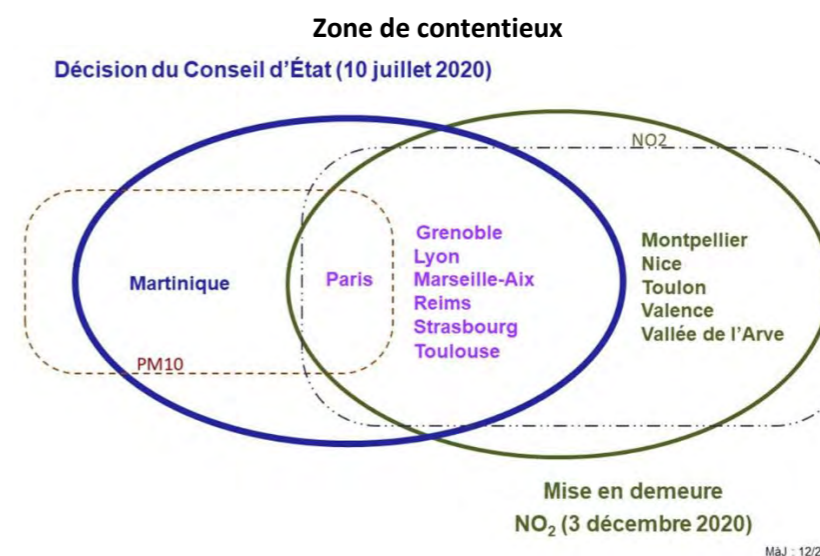 Zone de contentieux
Décision du Conseil d'État (10 juillet 2020)
NO2
Martinique
Paris
Grenoble
Lyon
Marseille-Aix
Reims
Strasbourg
Toulouse
Montpellier
Nice
Toulon
Valence
Vallée de l'Arve
PM10
Mise en demeure
NO₂ (3 décembre 2020)
MàJ : 12/2